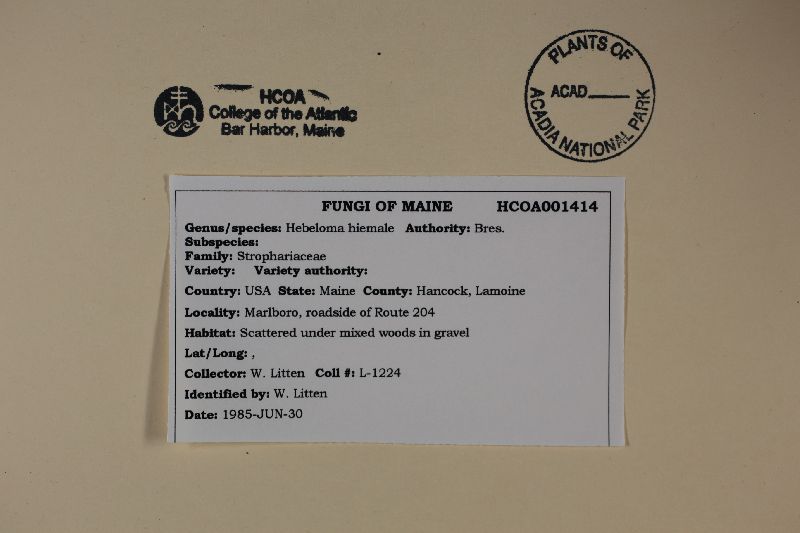 HCOA
College of the Atlantic
Bar Harbor, Maine
PLANTS OF
ACAD____
ACADIA NATIONAL PARK
FUNGI OF MAINE HCOA001414
Genus/species: Hebeloma hiemale Authority: Bres.
Subspecies:
Family: Strophariaceae
Variety: Variety authority:
Country: USA State: Maine County: Hancock, Lamoine
Locality: Marlboro, roadside of Route 204
Habitat: Scattered under mixed woods in gravel
Lat/Long: ,
Collector: W. Litten Coll #: L-1224
Identified by: W. Litten
Date: 1985-JUN-30